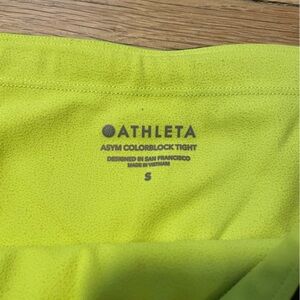 ATHLETA
ASYM COLORBLOCK TIGHT
DESIGNED IN SAN FRANCISCO
MADE IN VIETNAM
S